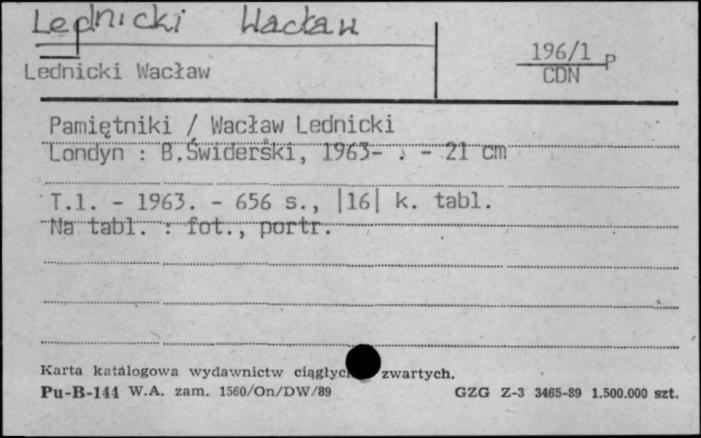 Lednicki Wacław
196/1 P
CDN
Lednicki Wacław
Pamiętniki / Wacław Lednicki
Londyn : B.Świderski, 1963- . - 21 cm
T.1. - 1963. - 656 s., |16| k. tabl.
Na tabl. : fot., portr.
Karta katalogowa wydawnictw zwartych.
Pu-B-144 W.A. zam. 1560/On/DW/89 GZG Z-3 3465-89 1.500.000 szt.